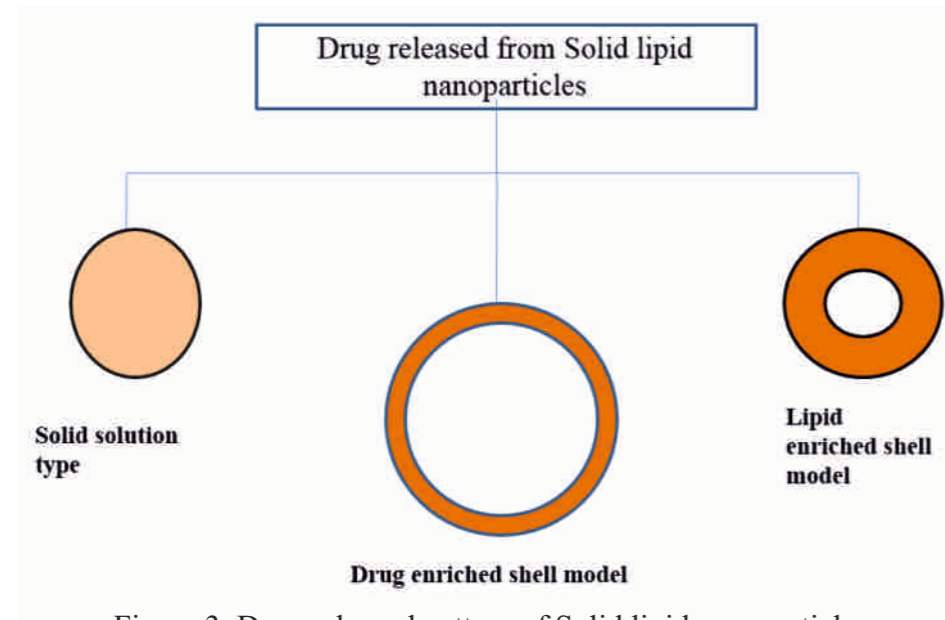 Drug released from Solid lipid
nanoparticles
Solid solution
type
Lipid
enriched shell
model
Drug enriched shell model